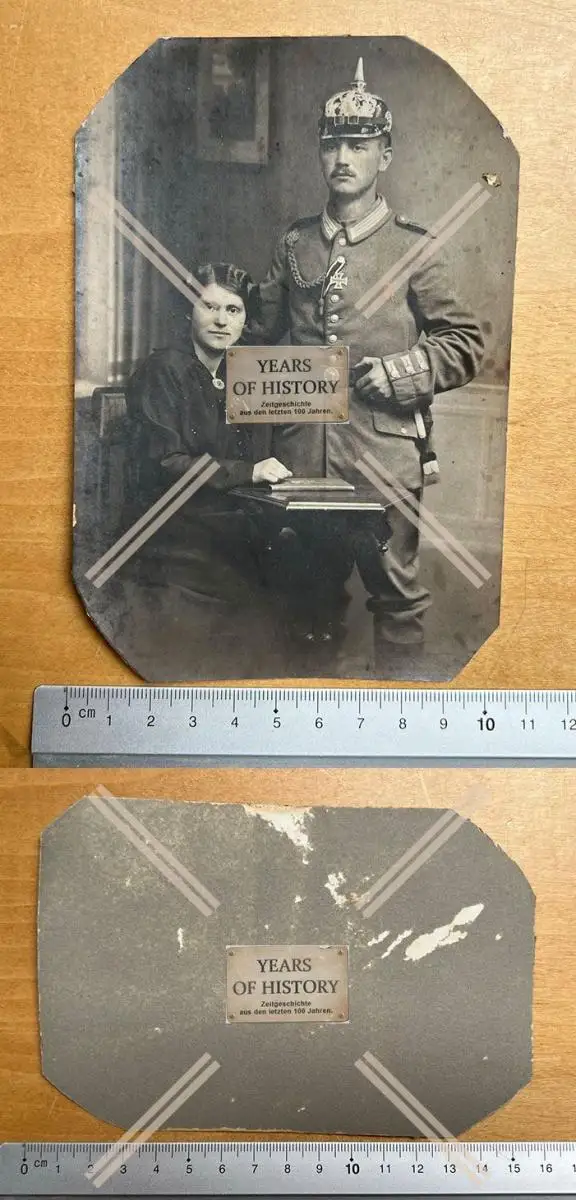 YEARS
OF HISTORY
Zeitgeschichte
aus den letzten 100 Jahren.
0 cm 1 2 3 4 5 6 7 8 9 10 11 12
YEARS
OF HISTORY
Zeitgeschichte
aus den letzten 100 Jahren.
0 cm 1 2 3 4 5 6 7 8 9 10 11 12 13 14 15 16